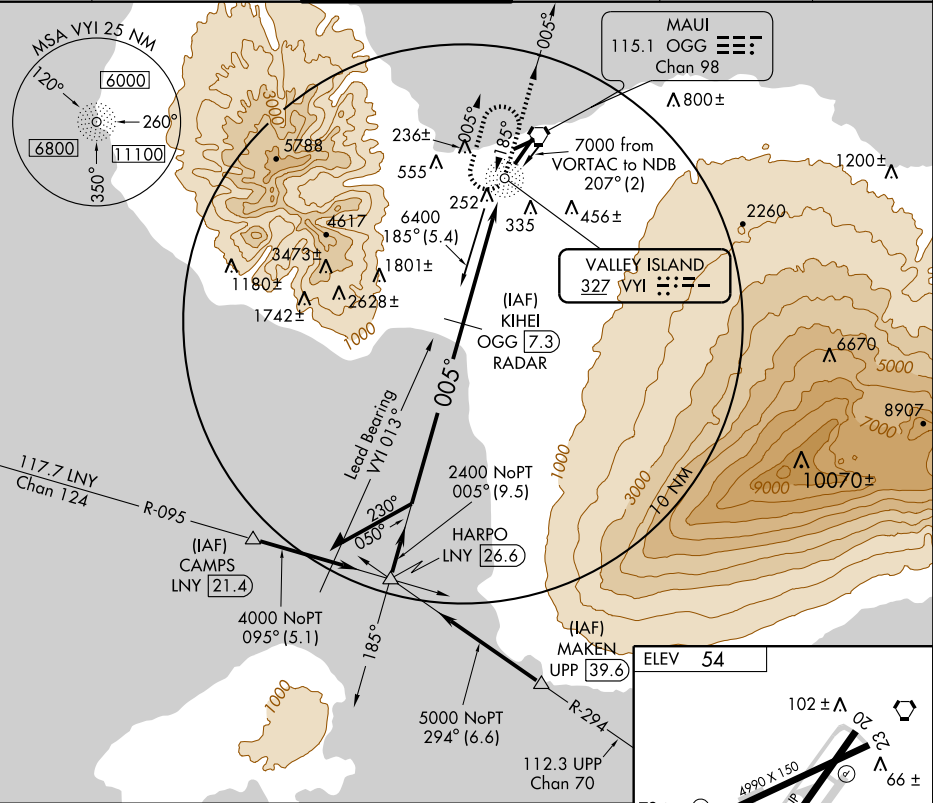 MSA VYI 25 NM
120°
6000
260°
6800
11100
350°
MAUI
115.1 OGG
Chan 98
005°
005°
185°
3000
5788
4617
3473±
1180±
1742±
2628±
1801±
1000
236±
555
252
335
456±
800±
1200±
2260
7000 from
VORTAC to NDB
207° (2)
6400
185° (5.4)
VALLEY ISLAND
327 VYI
(IAF)
KIHEI
OGG 7.3
RADAR
005°
Lead Bearing
VYI 013°
6670
5000
8907
7000
10070±
9000
1000
3000
10 NM
117.7 LNY
Chan 124
R-095
(IAF)
CAMPS
LNY 21.4
230°
050°
2400 NoPT
005° (9.5)
HARPO
LNY 26.6
4000 NoPT
095° (5.1)
185°
(IAF)
MAKEN
UPP 39.6
5000 NoPT
294° (6.6)
R-294
112.3 UPP
Chan 70
1000
ELEV 54
102±
20
23
66±
4990 X 150